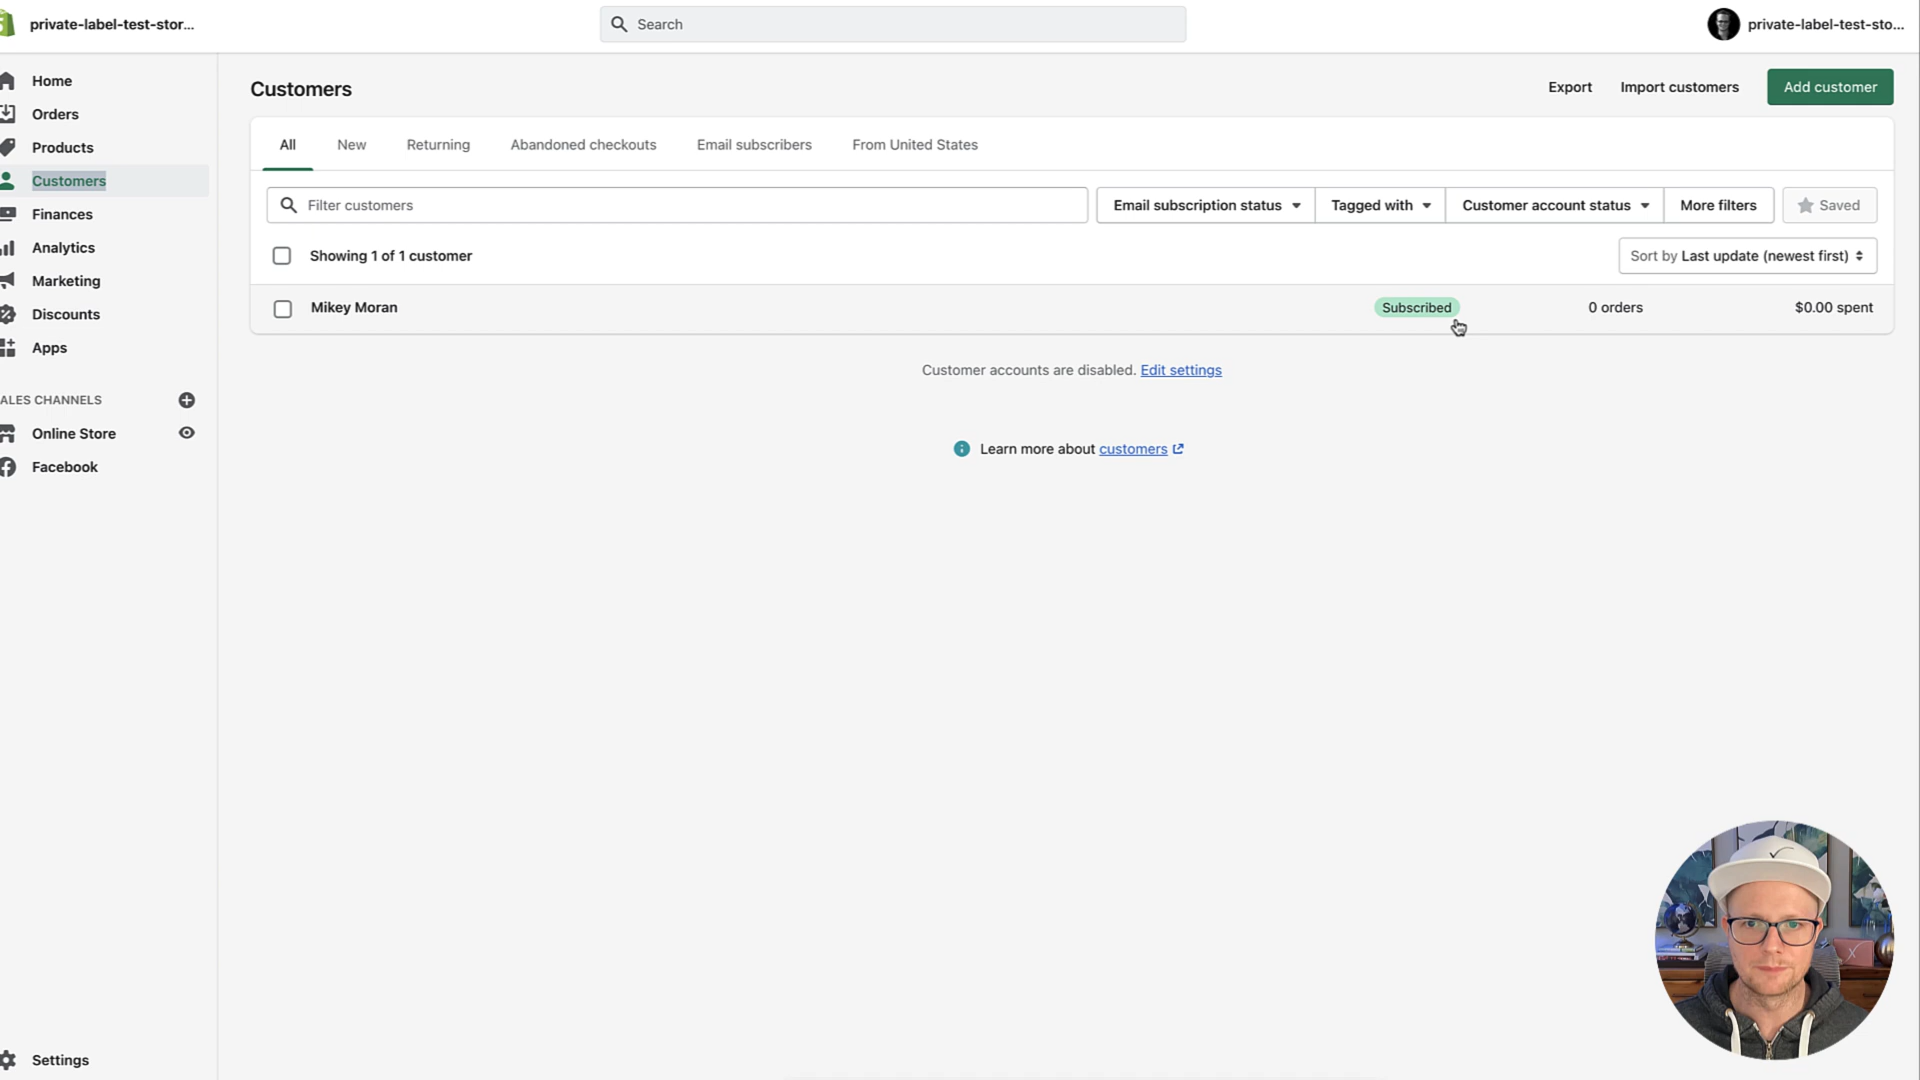 private-label-test-stor...
Search
private-label-test-sto...
Home
Orders
Products
Customers
Finances
Analytics
Marketing
Discounts
Apps
ALES CHANNELS
Online Store
Facebook
Settings
Customers
Export
Import customers
Add customer
All
New
Returning
Abandoned checkouts
Email subscribers
From United States
Filter customers
Email subscription status
Tagged with
Customer account status
More filters
Saved
Showing 1 of 1 customer
Sort by Last update (newest first)
Mikey Moran
Subscribed
0 orders
$0.00 spent
Customer accounts are disabled. Edit settings
Learn more about customers